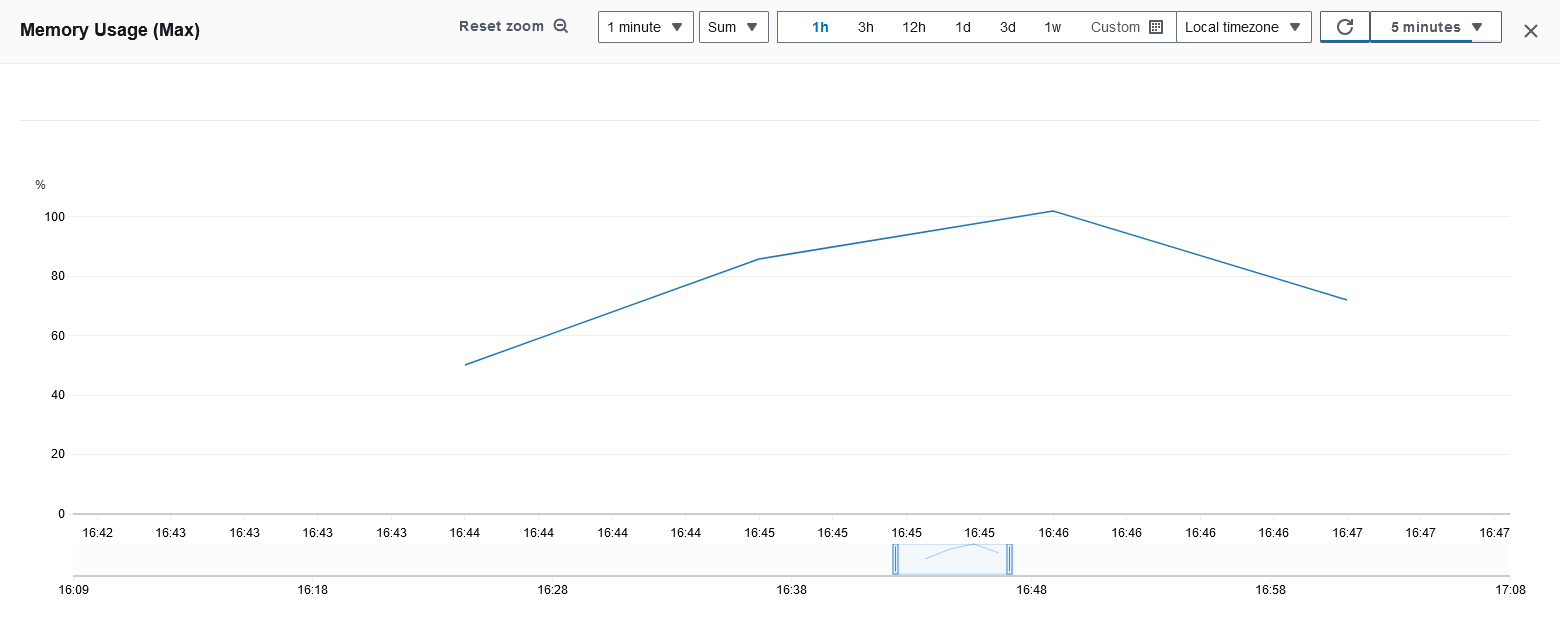 Memory Usage (Max) Reset zoom 1 minute Sum 1h 3h 12h 1d 3d 1w Custom Local timezone 5 minutes
%
100
80
60
40
20
0
16:42 16:43 16:43 16:43 16:43 16:44 16:44 16:44 16:44 16:45 16:45 16:45 16:45 16:46 16:46 16:46 16:46 16:47 16:47 16:47
16:09 16:18 16:28 16:38 16:48 16:58 17:08